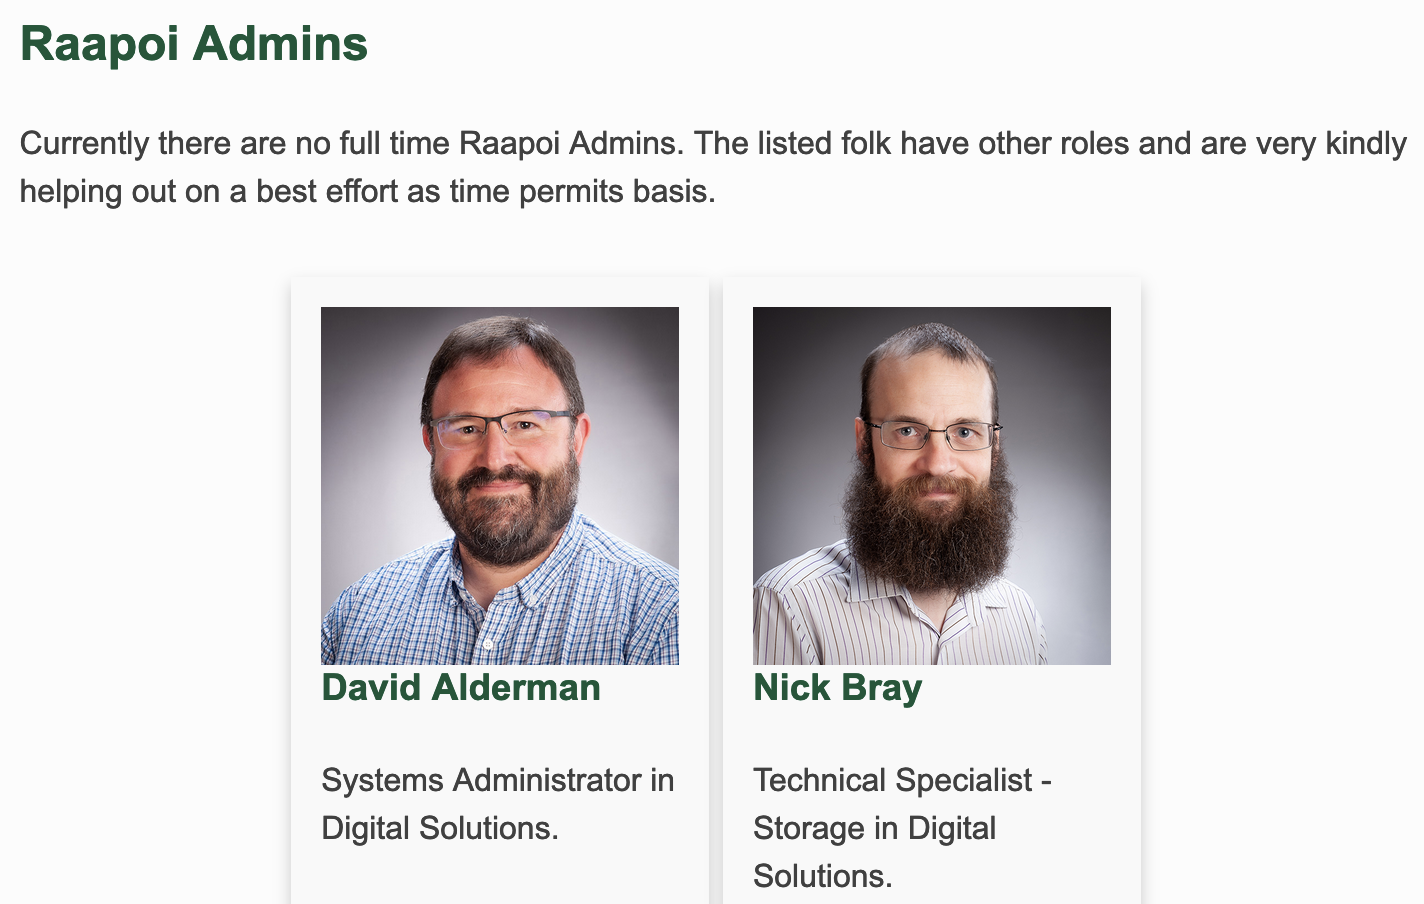 Raapoi Admins
Currently there are no full time Raapoi Admins. The listed folk have other roles and are very kindly
helping out on a best effort as time permits basis.
David Alderman
Systems Administrator in
Digital Solutions.
Nick Bray
Technical Specialist -
Storage in Digital
Solutions.